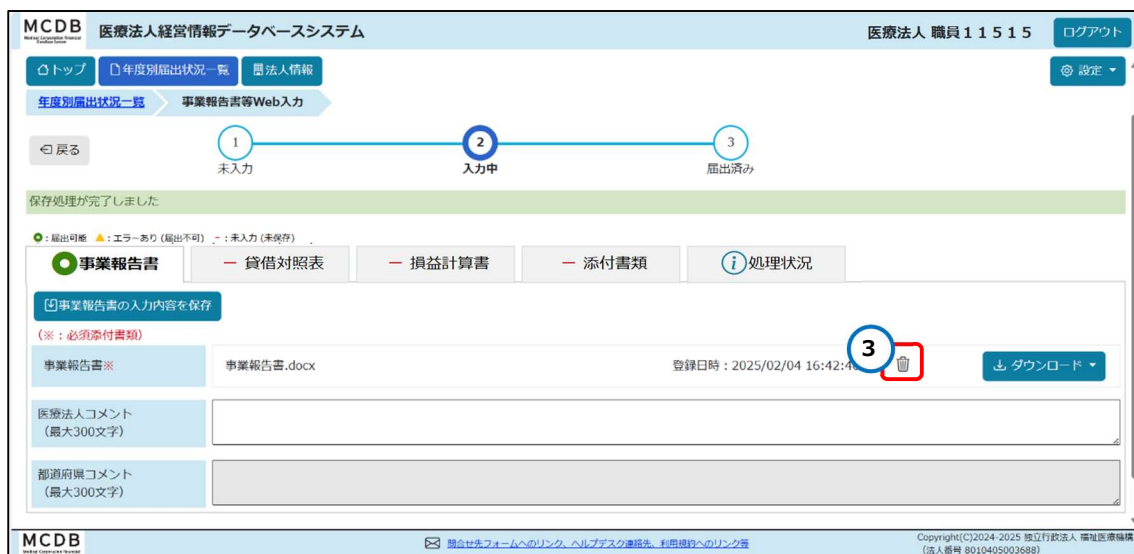 MCDB 医療法人経営情報データベースシステム 医療法人 職員11515 ログアウト
トップ 年度別届出状況一覧 法人情報 設定
年度別届出状況一覧 事業報告書等Web入力
戻る 1 2 3
未入力 入力中 届出済み
保存処理が完了しました
：届出可能 ：エラーあり (届出不可) −：未入力 (未保存)
事業報告書 − 貸借対照表 − 損益計算書 − 添付書類 i 処理状況
事業報告書の入力内容を保存
(※：必須添付書類)
3
事業報告書※ 事業報告書.docx 登録日時：2025/02/04 16:42: ダウンロード
医療法人コメント
(最大300文字)
都道府県コメント
(最大300文字)
MCDB 問合せ先フォームへのリンク、ヘルプデスク連絡先、利用規約へのリンク等 Copyright(C)2024-2025 独立行政法人 福祉医療機構
(法人番号 8010405003688)